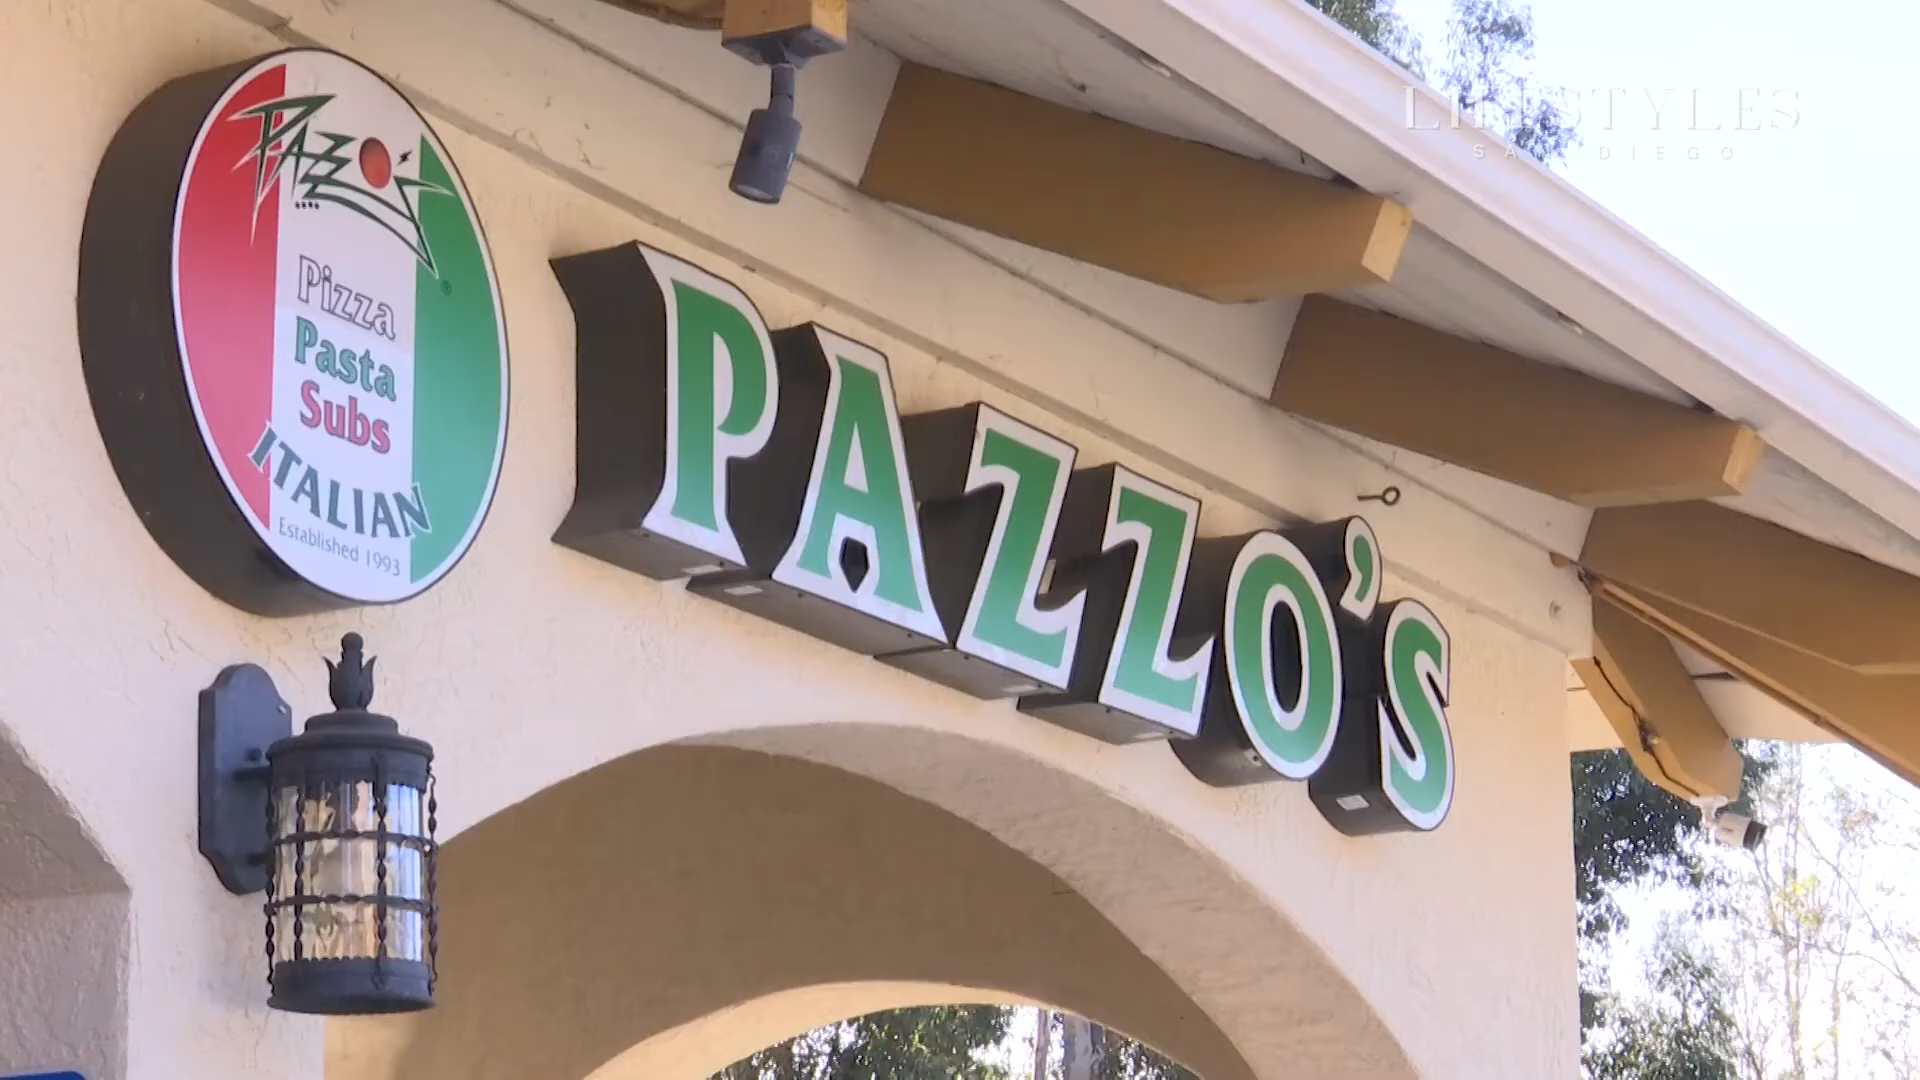 PAZZO'S
®
Pizza
Pasta
Subs
ITALIAN
Established 1993
PAZZO'S
LIFESTYLES
SAN DIEGO